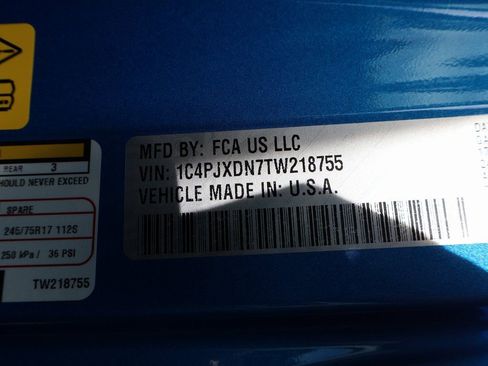 REAR 3
HOULD NEVER EXCEED
SPARE
245/75R17 112S
250 kPa / 36 PSI
TW218755
MFD BY: FCA US LLC
VIN: 1C4PJXDN7TW218755
VEHICLE MADE IN: U.S.A.